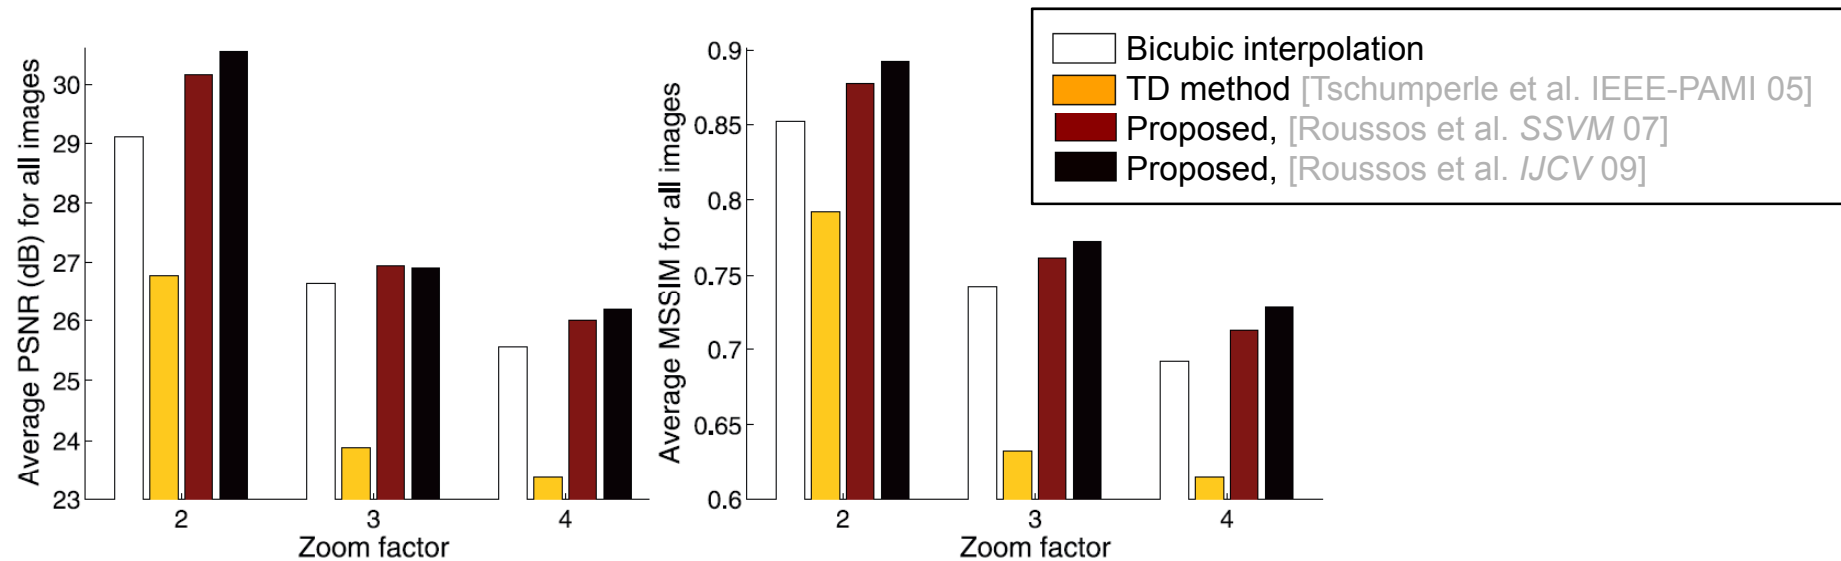 Average PSNR (dB) for all images
30
29
28
27
26
25
24
23
2
3
4
Zoom factor
Average MSSIM for all images
0.9
0.85
0.8
0.75
0.7
0.65
0.6
2
3
4
Zoom factor
Bicubic interpolation
TD method [Tschumperle et al. IEEE-PAMI 05]
Proposed, [Roussos et al. SSVM 07]
Proposed, [Roussos et al. IJCV 09]